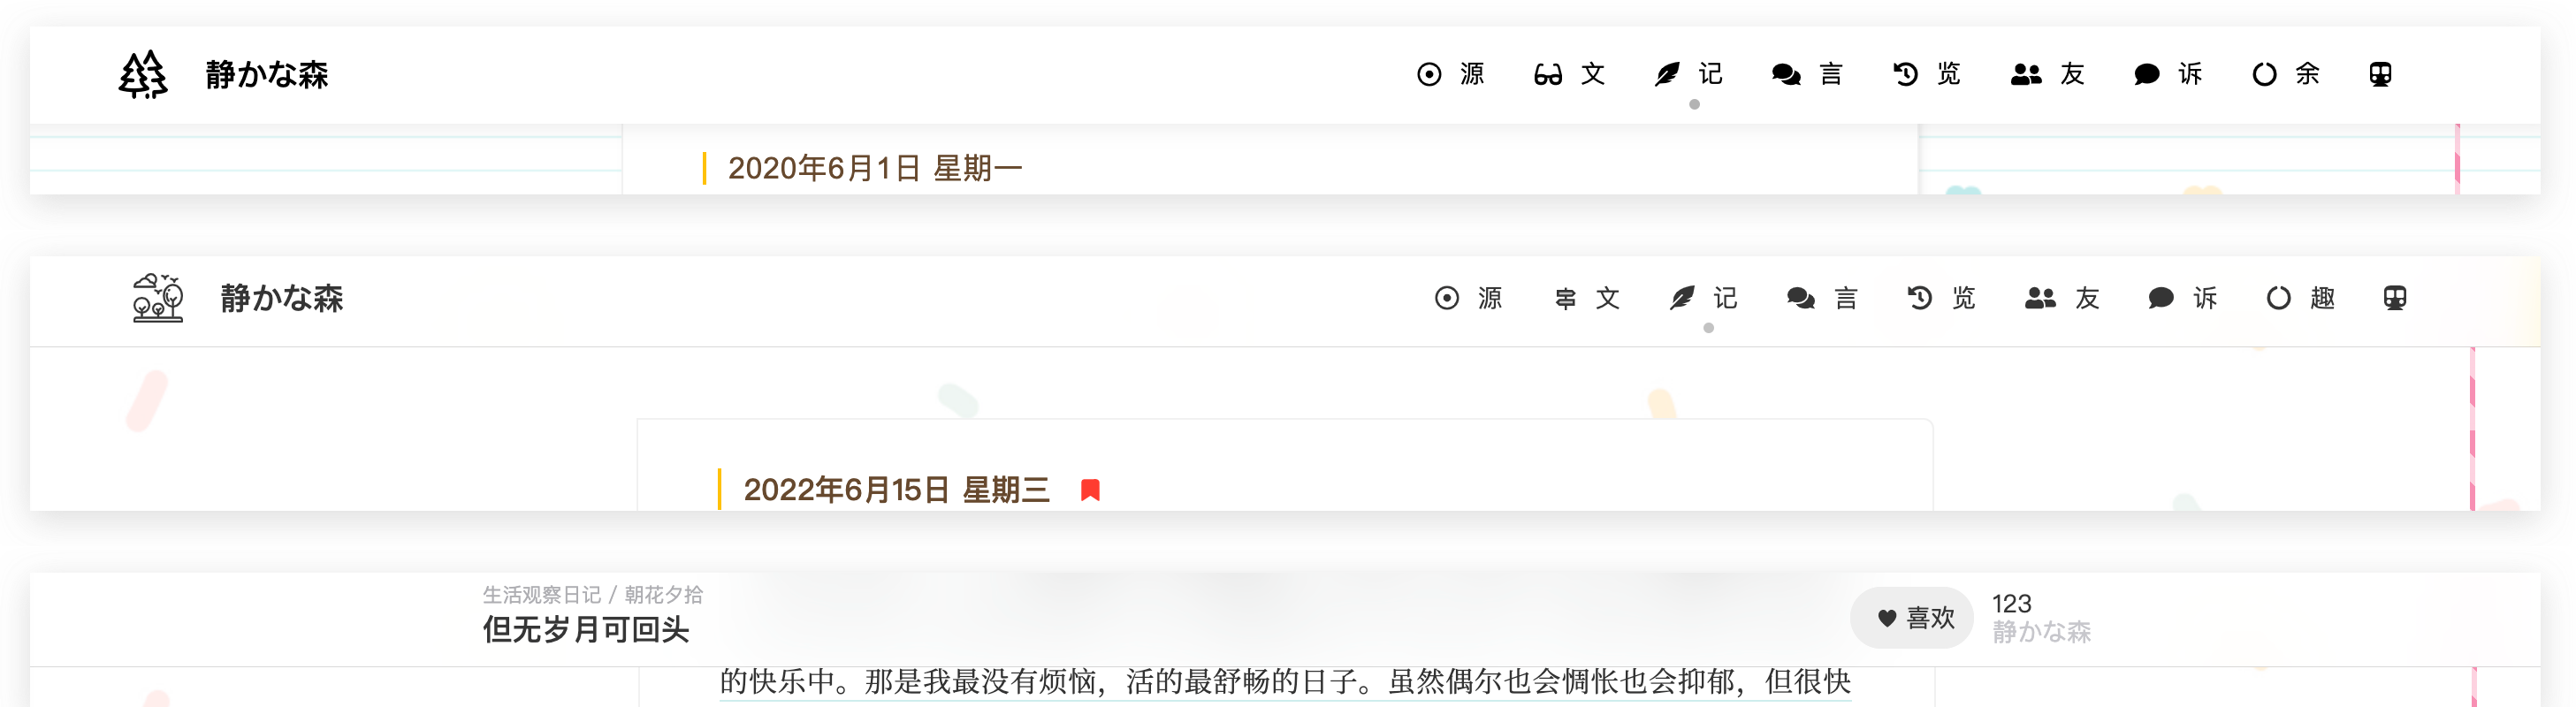 静かな森 源 文 记 言 览 友 诉 余
2020年6月1日 星期一
静かな森 源 文 记 言 览 友 诉 趣
2022年6月15日 星期三
生活观察日记 / 朝花夕拾
但无岁月可回头
喜欢
123
静かな森
的快乐中。那是我最没有烦恼，活的最舒畅的日子。虽然偶尔也会惆怅也会抑郁，但很快